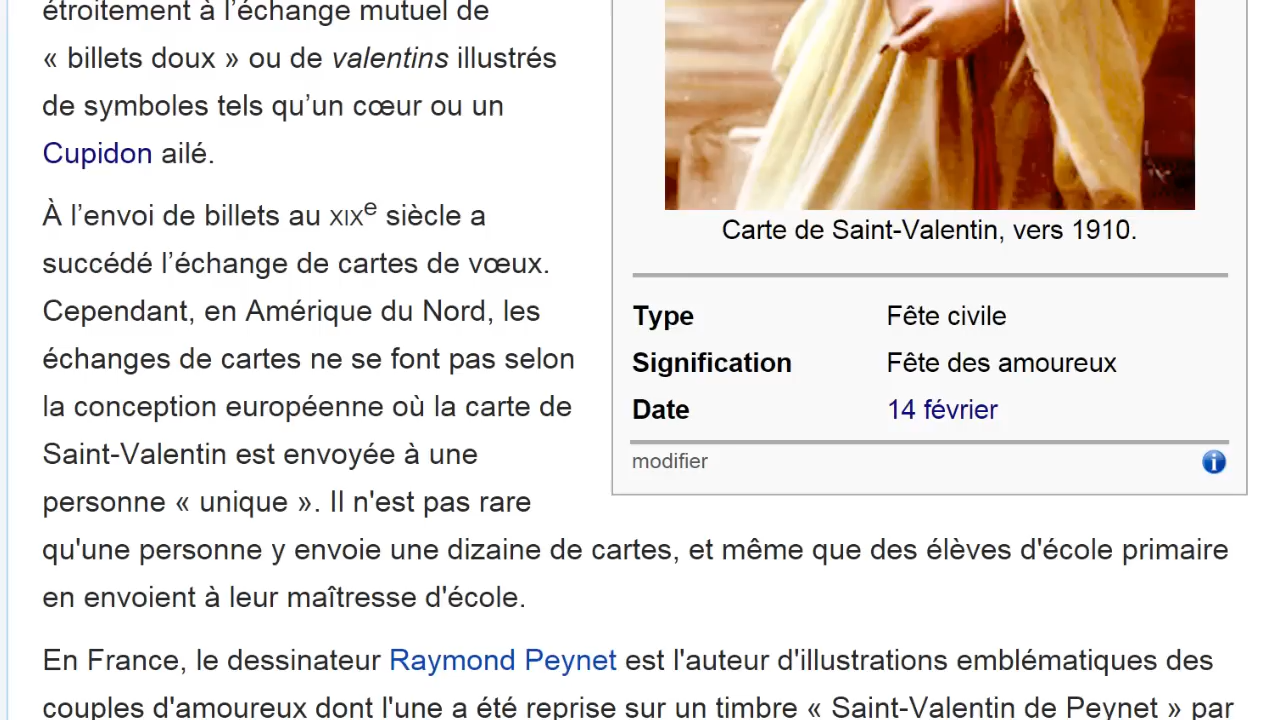 étroitement à l’échange mutuel de
« billets doux » ou de valentins illustrés
de symboles tels qu’un cœur ou un
Cupidon ailé.
À l’envoi de billets au XIXe siècle a
succédé l’échange de cartes de vœux.
Cependant, en Amérique du Nord, les
échanges de cartes ne se font pas selon
la conception européenne où la carte de
Saint-Valentin est envoyée à une
personne « unique ». Il n'est pas rare
qu'une personne y envoie une dizaine de cartes, et même que des élèves d'école primaire
en envoient à leur maîtresse d'école.
En France, le dessinateur Raymond Peynet est l'auteur d'illustrations emblématiques des
couples d'amoureux dont l'une a été reprise sur un timbre « Saint-Valentin de Peynet » par
Carte de Saint-Valentin, vers 1910.
Type Fête civile
Signification Fête des amoureux
Date 14 février
modifier